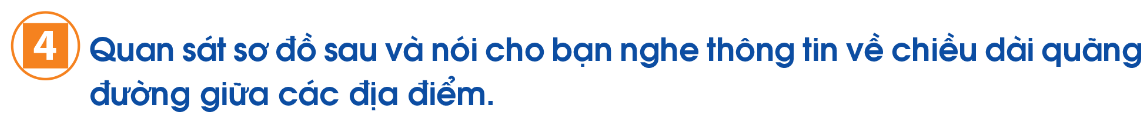 4 Quan sát sơ đồ sau và nói cho bạn nghe thông tin về chiều dài quãng
đường giữa các địa điểm.